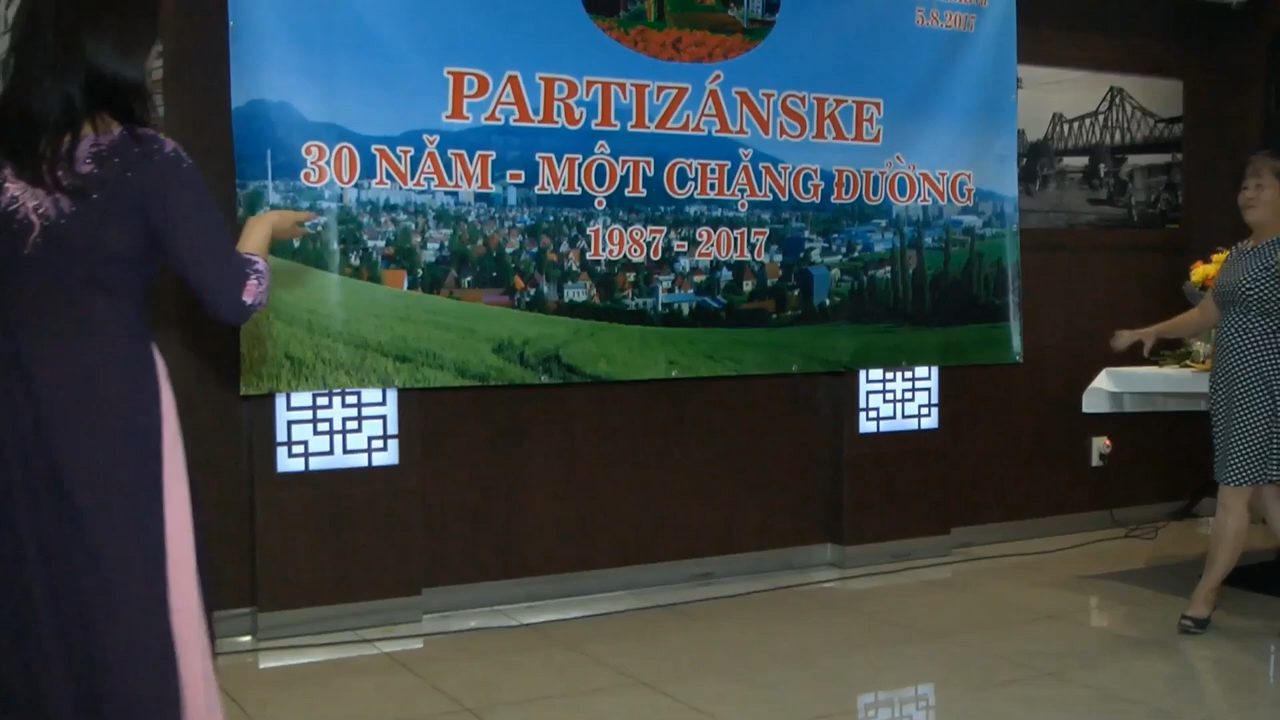 5.8.2017
PARTIZÁNSKE
30 NĂM - MỘT CHẶNG ĐƯỜNG
1987 - 2017